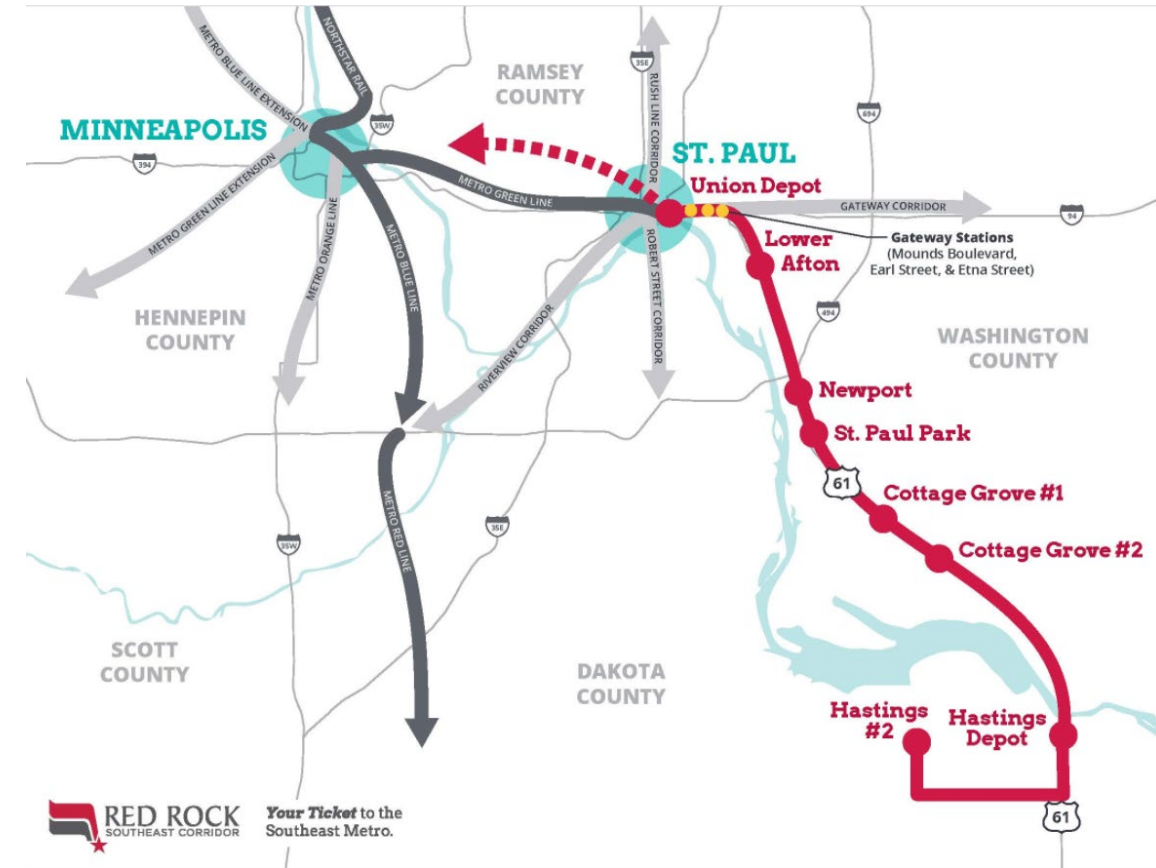 METRO BLUE LINE EXTENSION
NORTHSTAR RAIL
35W
MINNEAPOLIS
394
METRO GREEN LINE EXTENSION
METRO ORANGE LINE
METRO BLUE LINE
METRO GREEN LINE
RAMSEY
COUNTY
35E
RUSH LINE CORRIDOR
694
ST. PAUL
Union Depot
GATEWAY CORRIDOR
94
Gateway Stations
(Mounds Boulevard,
Earl Street, & Etna Street)
Lower
Afton
ROBERT STREET CORRIDOR
RIVERVIEW CORRIDOR
494
HENNEPIN
COUNTY
WASHINGTON
COUNTY
Newport
St. Paul Park
61
Cottage Grove #1
Cottage Grove #2
METRO RED LINE
35W
35E
SCOTT
COUNTY
DAKOTA
COUNTY
Hastings
#2
Hastings
Depot
61
RED ROCK
SOUTHEAST CORRIDOR
Your Ticket to the
Southeast Metro.